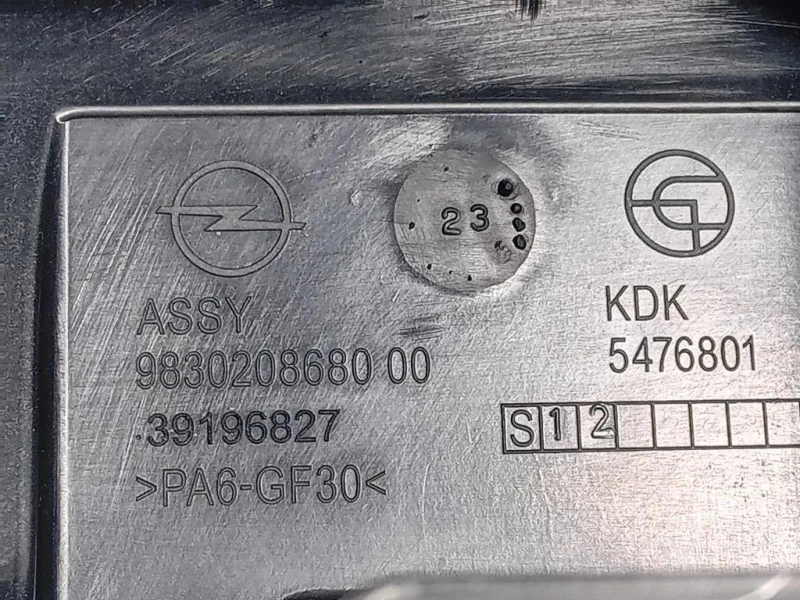 23
ASSY
9830208680 00
.39196827
>PA6-GF30<
KDK
5476801
S12